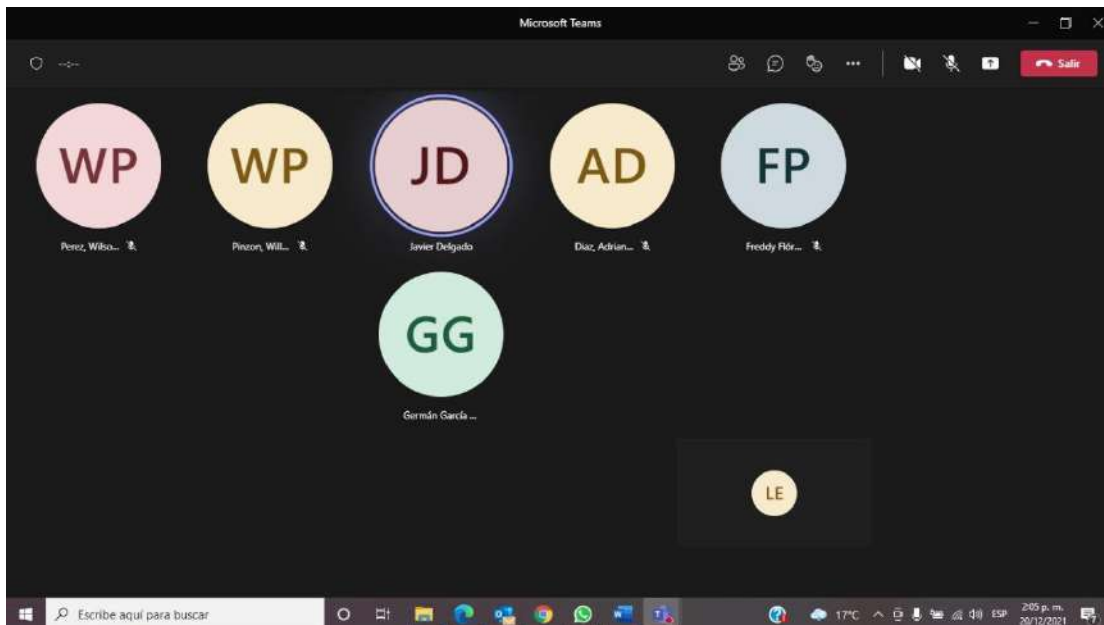 Microsoft Teams
--:--
Salir
WP WP JD AD FP
Perez, Wilso... Pinzon, Will... Javier Delgado Diaz, Adrian... Freddy Flór...
GG
Germán García ...
LE
Escribe aquí para buscar
17°C ESP 2:05 p. m.
20/12/2021